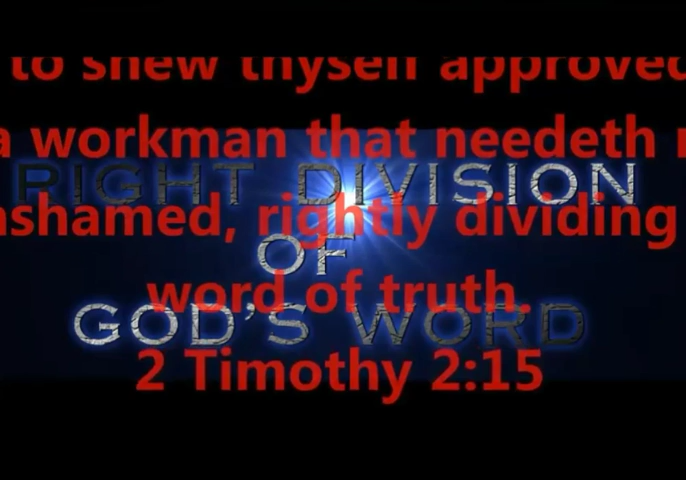 to shew thyself approved
a workman that needeth
RIGHT DIVISION
ashamed, rightly dividing
OF
word of truth.
GOD'S WORD
2 Timothy 2:15